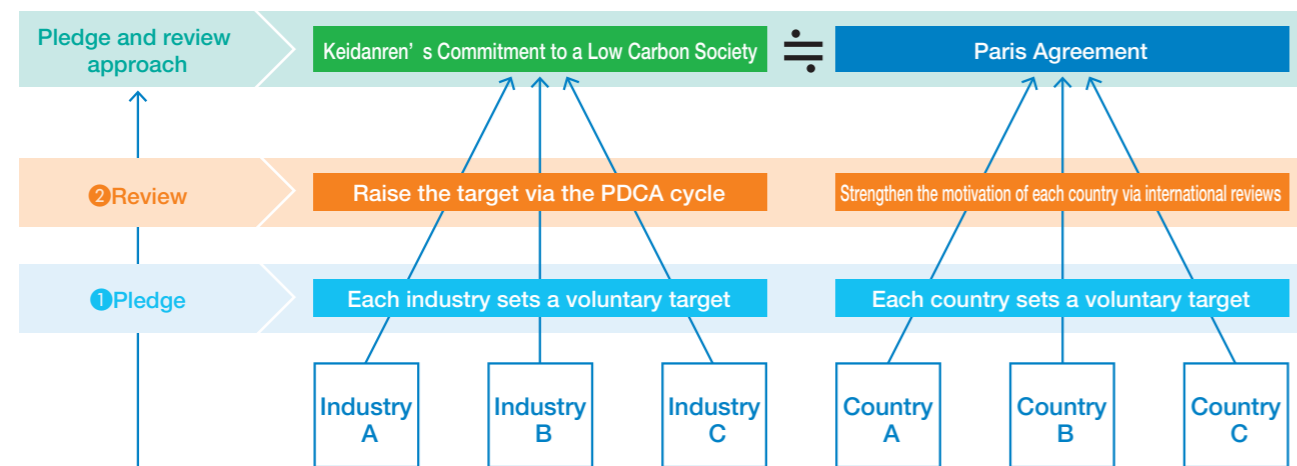 Pledge and review
approach
Keidanren’s Commitment to a Low Carbon Society
≒
Paris Agreement
❷Review
Raise the target via the PDCA cycle
Strengthen the motivation of each country via international reviews
❶Pledge
Each industry sets a voluntary target
Each country sets a voluntary target
Industry
A
Industry
B
Industry
C
Country
A
Country
B
Country
C